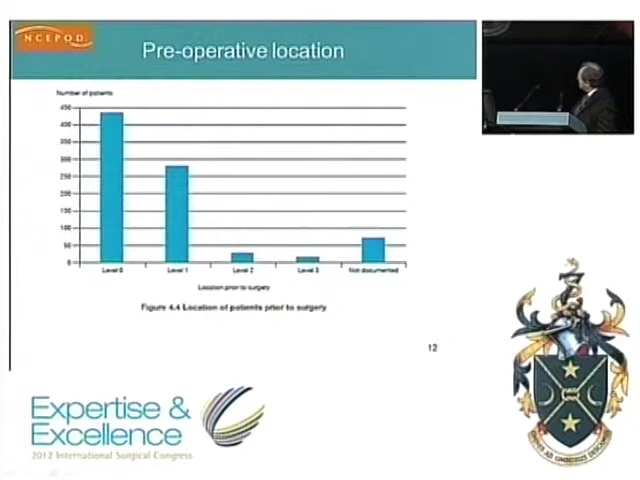 NCEPOD
Pre-operative location
Number of patients
450
400
350
300
250
200
150
100
50
0
Level 0
Level 1
Level 2
Level 3
Not documented
Location prior to surgery
Figure 4.4 Location of patients prior to surgery
12
Expertise &
Excellence
2012 International Surgical Congress